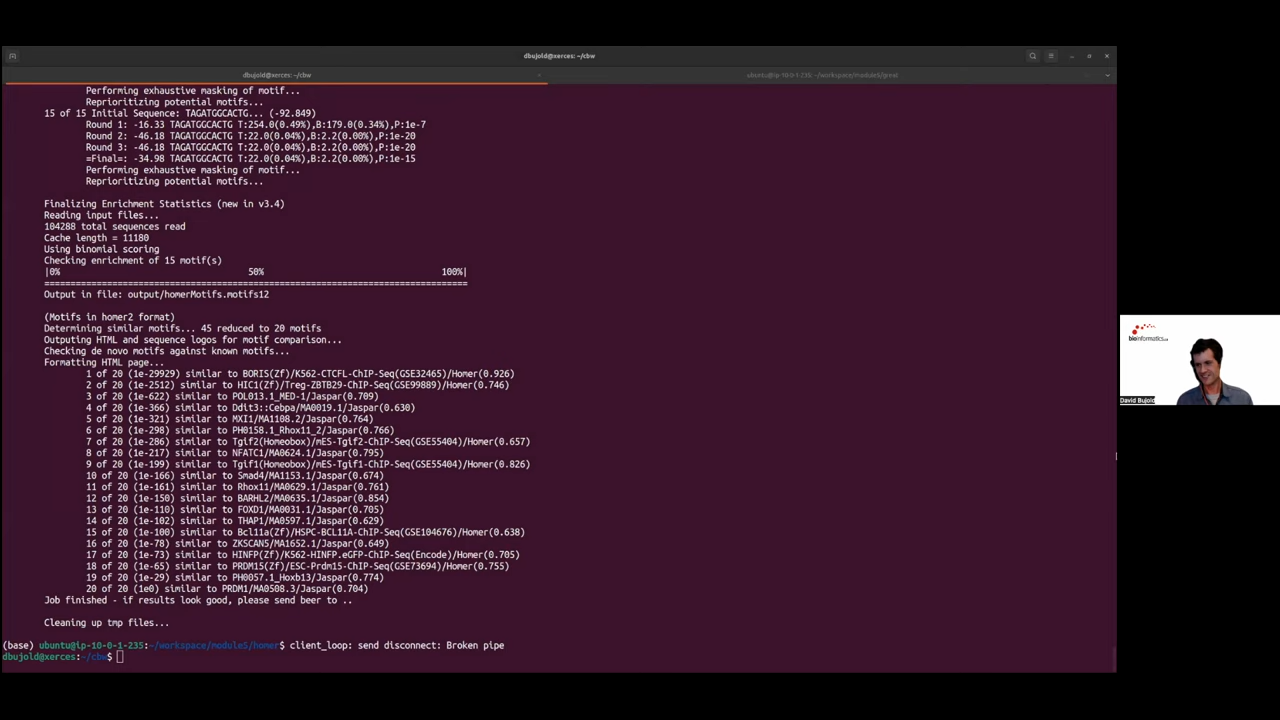 dbujold@xerces: ~/cbw
dbujold@xerces: ~/cbw
ubuntu@ip-10-0-1-235: ~/workspace/module5/great
Performing exhaustive masking of motif...
Reprioritizing potential motifs...
15 of 15 Initial Sequence: TAGATGGCACTG... (-92.849)
Round 1: -16.33 TAGATGGCACTG T:254.0(0.49%),B:179.0(0.34%),P:1e-7
Round 2: -46.18 TAGATGGCACTG T:22.0(0.04%),B:2.2(0.00%),P:1e-20
Round 3: -46.18 TAGATGGCACTG T:22.0(0.04%),B:2.2(0.00%),P:1e-20
=Final=: -34.98 TAGATGGCACTG T:22.0(0.04%),B:2.2(0.00%),P:1e-15
Performing exhaustive masking of motif...
Reprioritizing potential motifs...
Finalizing Enrichment Statistics (new in v3.4)
Reading input files...
104288 total sequences read
Cache length = 11180
Using binomial scoring
Checking enrichment of 15 motif(s)
|0% 50% 100%|
================================================================================
Output in file: output/homerMotifs.motifs12
(Motifs in homer2 format)
Determining similar motifs... 45 reduced to 20 motifs
Outputing HTML and sequence logos for motif comparison...
Checking de novo motifs against known motifs...
Formatting HTML page...
1 of 20 (1e-29929) similar to BORIS(Zf)/K562-CTCFL-ChIP-Seq(GSE32465)/Homer(0.926)
2 of 20 (1e-2512) similar to HIC1(Zf)/Treg-ZBTB29-ChIP-Seq(GSE99889)/Homer(0.746)
3 of 20 (1e-622) similar to POL013.1_MED-1/Jaspar(0.709)
4 of 20 (1e-366) similar to Ddit3::Cebpa/MA0019.1/Jaspar(0.630)
5 of 20 (1e-321) similar to MXI1/MA1108.2/Jaspar(0.764)
6 of 20 (1e-298) similar to PH0158.1_Rhox11_2/Jaspar(0.766)
7 of 20 (1e-286) similar to Tgif2(Homeobox)/mES-Tgif2-ChIP-Seq(GSE55404)/Homer(0.657)
8 of 20 (1e-217) similar to NFATC1/MA0624.1/Jaspar(0.795)
9 of 20 (1e-199) similar to Tgif1(Homeobox)/mES-Tgif1-ChIP-Seq(GSE55404)/Homer(0.826)
10 of 20 (1e-166) similar to Smad4/MA1153.1/Jaspar(0.674)
11 of 20 (1e-161) similar to Rhox11/MA0629.1/Jaspar(0.761)
12 of 20 (1e-150) similar to BARHL2/MA0635.1/Jaspar(0.854)
13 of 20 (1e-110) similar to FOXD1/MA0031.1/Jaspar(0.705)
14 of 20 (1e-102) similar to THAP1/MA0597.1/Jaspar(0.629)
15 of 20 (1e-100) similar to Bcl11a(Zf)/HSPC-BCL11A-ChIP-Seq(GSE104676)/Homer(0.638)
16 of 20 (1e-78) similar to ZKSCAN5/MA1652.1/Jaspar(0.649)
17 of 20 (1e-73) similar to HINFP(Zf)/K562-HINFP.eGFP-ChIP-Seq(Encode)/Homer(0.705)
18 of 20 (1e-65) similar to PRDM15(Zf)/ESC-Prdm15-ChIP-Seq(GSE73694)/Homer(0.755)
19 of 20 (1e-29) similar to PH0057.1_Hoxb13/Jaspar(0.774)
20 of 20 (1e0) similar to PRDM1/MA0508.3/Jaspar(0.704)
Job finished - if results look good, please send beer to ..
Cleaning up tmp files...
(base) ubuntu@ip-10-0-1-235:~/workspace/module5/homer$ client_loop: send disconnect: Broken pipe
dbujold@xerces:~/cbw$
bioinformatics.ca
David Bujold